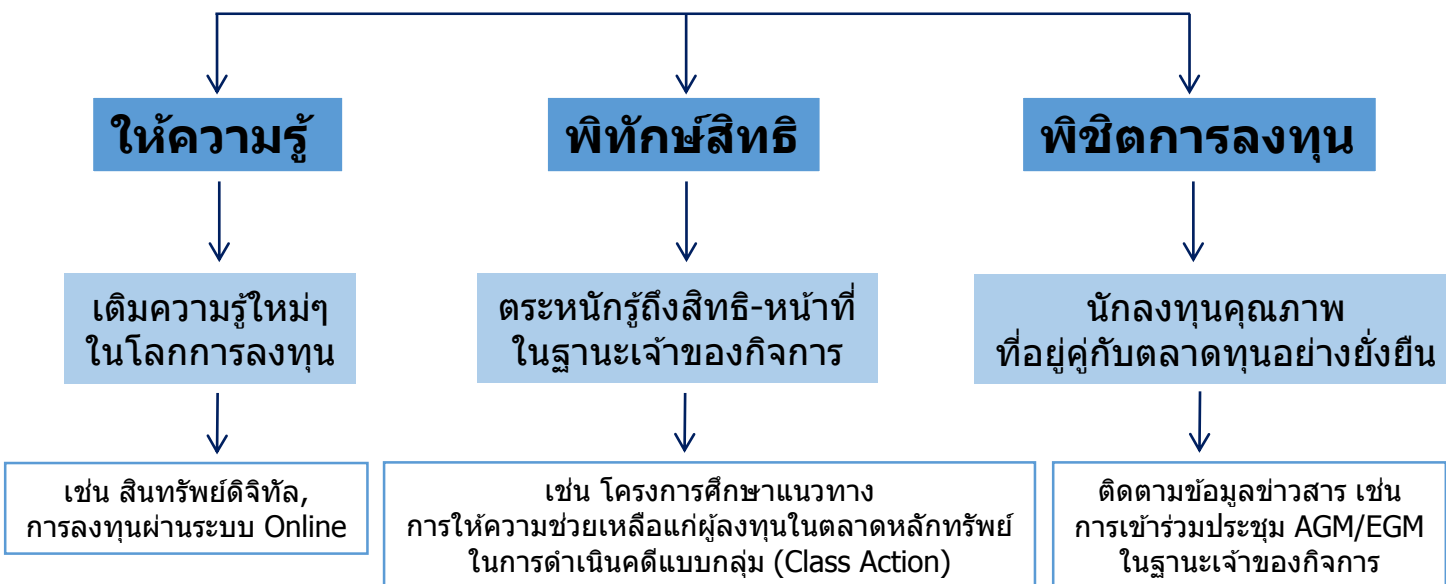 ให้ความรู้
พิทักษ์สิทธิ
พิชิตการลงทุน
เติมความรู้ใหม่ๆ
ในโลกการลงทุน
ตระหนักรู้ถึงสิทธิ-หน้าที่
ในฐานะเจ้าของกิจการ
นักลงทุนคุณภาพ
ที่อยู่คู่กับตลาดทุนอย่างยั่งยืน
เช่น สินทรัพย์ดิจิทัล,
การลงทุนผ่านระบบ Online
เช่น โครงการศึกษาแนวทาง
การให้ความช่วยเหลือแก่ผู้ลงทุนในตลาดหลักทรัพย์
ในการดำเนินคดีแบบกลุ่ม (Class Action)
ติดตามข้อมูลข่าวสาร เช่น
การเข้าร่วมประชุม AGM/EGM
ในฐานะเจ้าของกิจการ